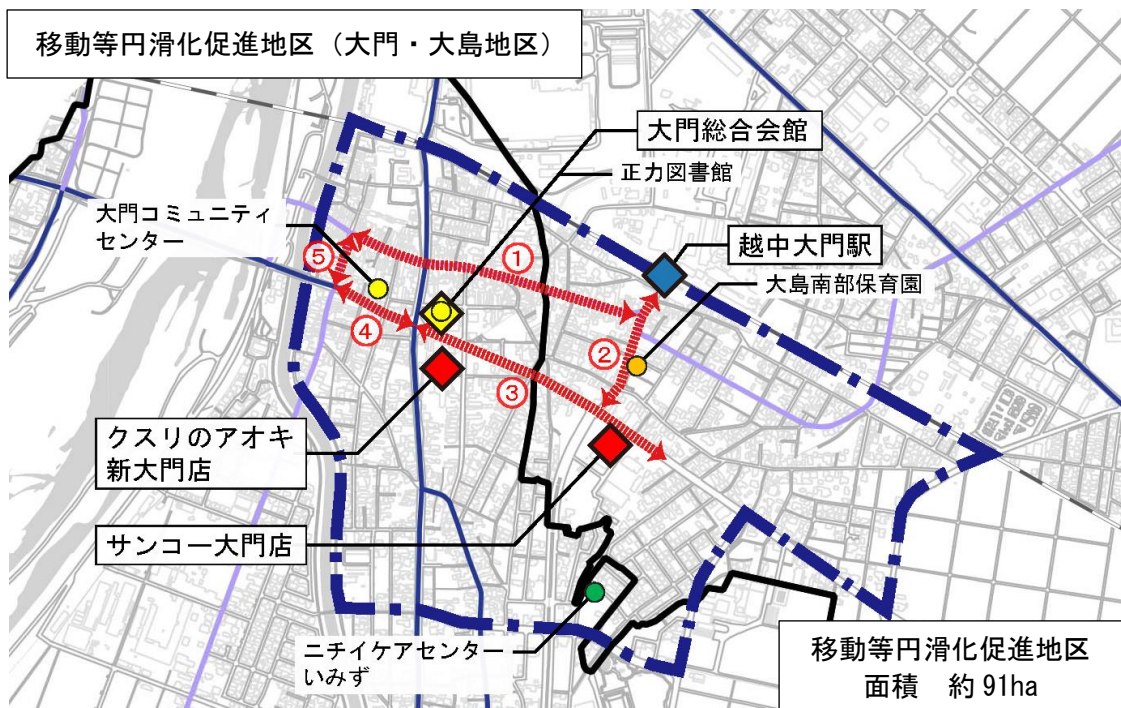 移動等円滑化促進地区（大門・大島地区）
大門総合会館
正力図書館
大門コミュニティ
センター
越中大門駅
大島南部保育園
①
⑤
④
②
③
クスリのアオキ
新大門店
サンコー大門店
ニチイケアセンター
いみず
移動等円滑化促進地区
面積　約 91ha